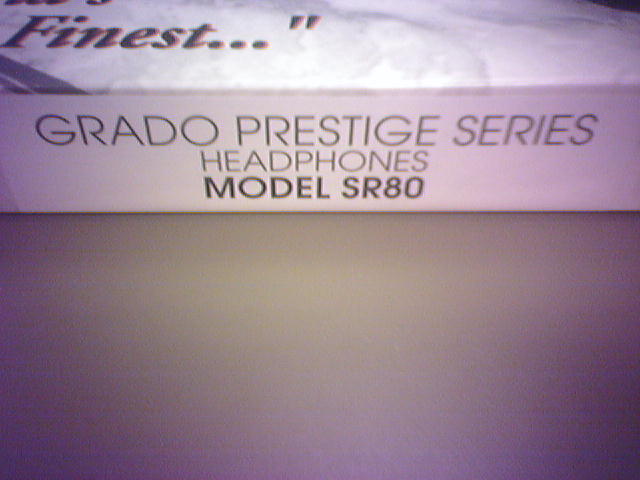 Finest..."
GRADO PRESTIGE SERIES
HEADPHONES
MODEL SR80